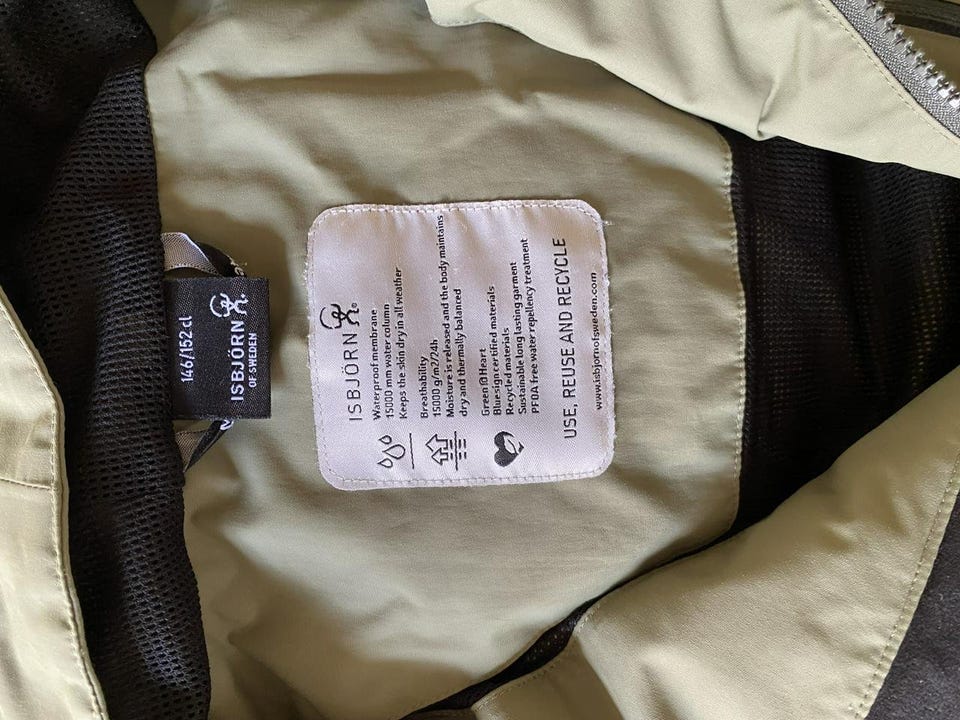 146/152 cl
ISBJÖRN®
OF SWEDEN
ISBJÖRN®
Waterproof membrane
15000 mm water column
Keeps the skin dry in all weather
Breathability
15000 g/m2/24h
Moisture is released and the body maintains
dry and thermally balanced
Green @ Heart
Bluesign certified materials
Recycled materials
Sustainable long lasting garment
PFOA free water repellency treatment
USE, REUSE AND RECYCLE
www.isbjornofsweden.com